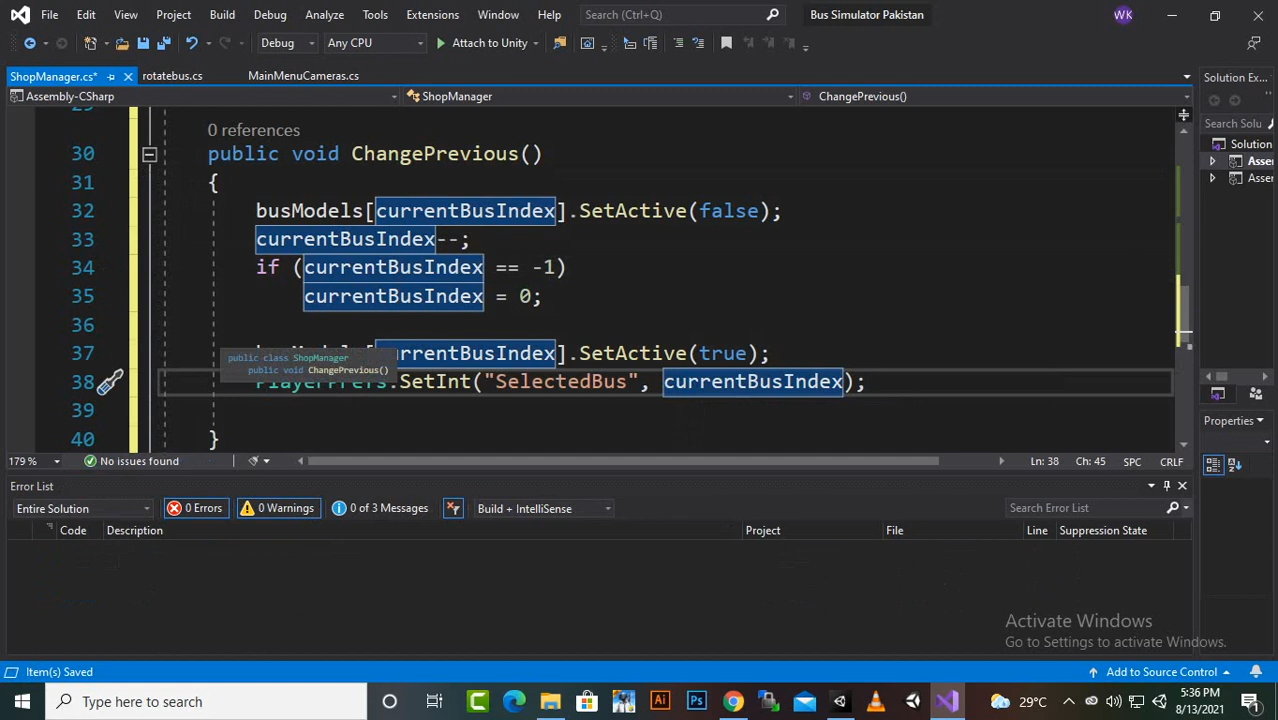 File Edit View Project Build Debug Analyze Tools Extensions Window Help Search (Ctrl+Q) Bus Simulator Pakistan WK
Debug Any CPU Attach to Unity
ShopManager.cs* rotatebus.cs MainMenuCameras.cs Solution Ex...
Assembly-CSharp ShopManager ChangePrevious()
Search Solu
29
0 references
30 public void ChangePrevious()
31 {
32 busModels[currentBusIndex].SetActive(false);
33 currentBusIndex--;
34 if (currentBusIndex == -1)
35 currentBusIndex = 0;
36
37 currentBusIndex].SetActive(true);
public class ShopManager
public void ChangePrevious()
38 PlayerPrefs.SetInt("SelectedBus", currentBusIndex);
39
40 }
Solution
Asse
Asser
179 % No issues found Ln: 38 Ch: 45 SPC CRLF
Properties
Error List
Entire Solution 0 Errors 0 Warnings 0 of 3 Messages Build + IntelliSense Search Error List
Code Description Project File Line Suppression State
Activate Windows
Go to Settings to activate Windows.
Item(s) Saved Add to Source Control
Type here to search 29°C 5:36 PM
8/13/2021